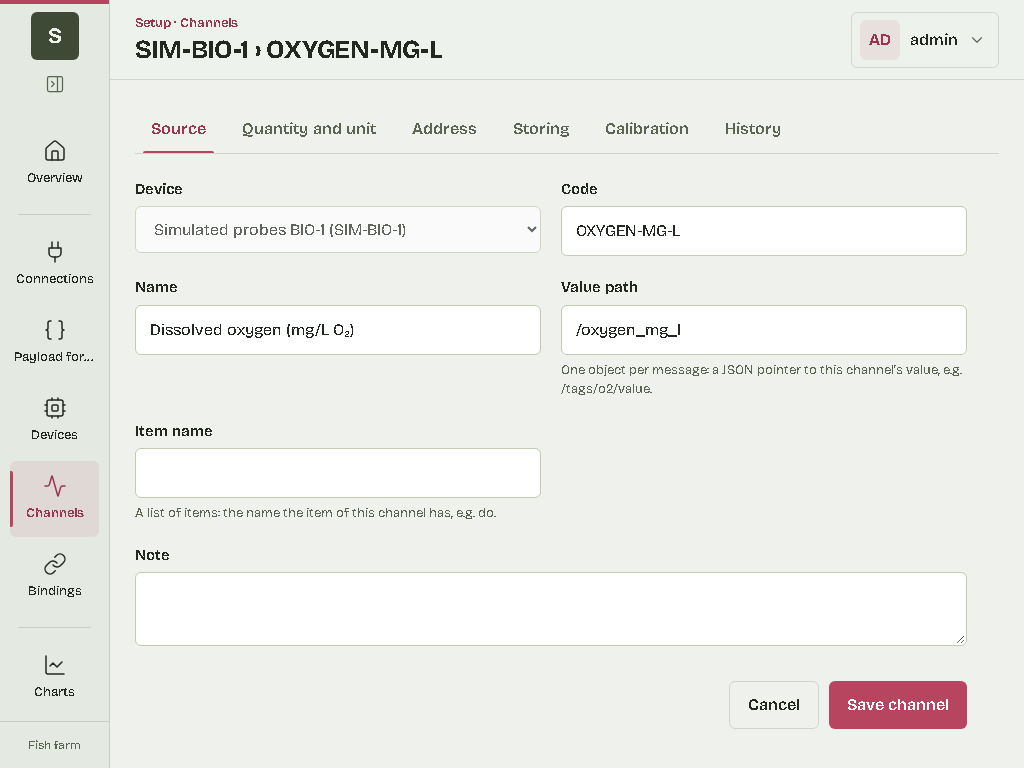 S
Setup · Channels
SIM-BIO-1 › OXYGEN-MG-L
AD admin
Overview
Connections
Payload for...
Devices
Channels
Bindings
Charts
Fish farm
Source Quantity and unit Address Storing Calibration History
Device
Simulated probes BIO-1 (SIM-BIO-1)
Code
OXYGEN-MG-L
Name
Dissolved oxygen (mg/L O₂)
Value path
/oxygen_mg_l
One object per message: a JSON pointer to this channel's value, e.g.
/tags/o2/value.
Item name
A list of items: the name the item of this channel has, e.g. do.
Note
Cancel Save channel